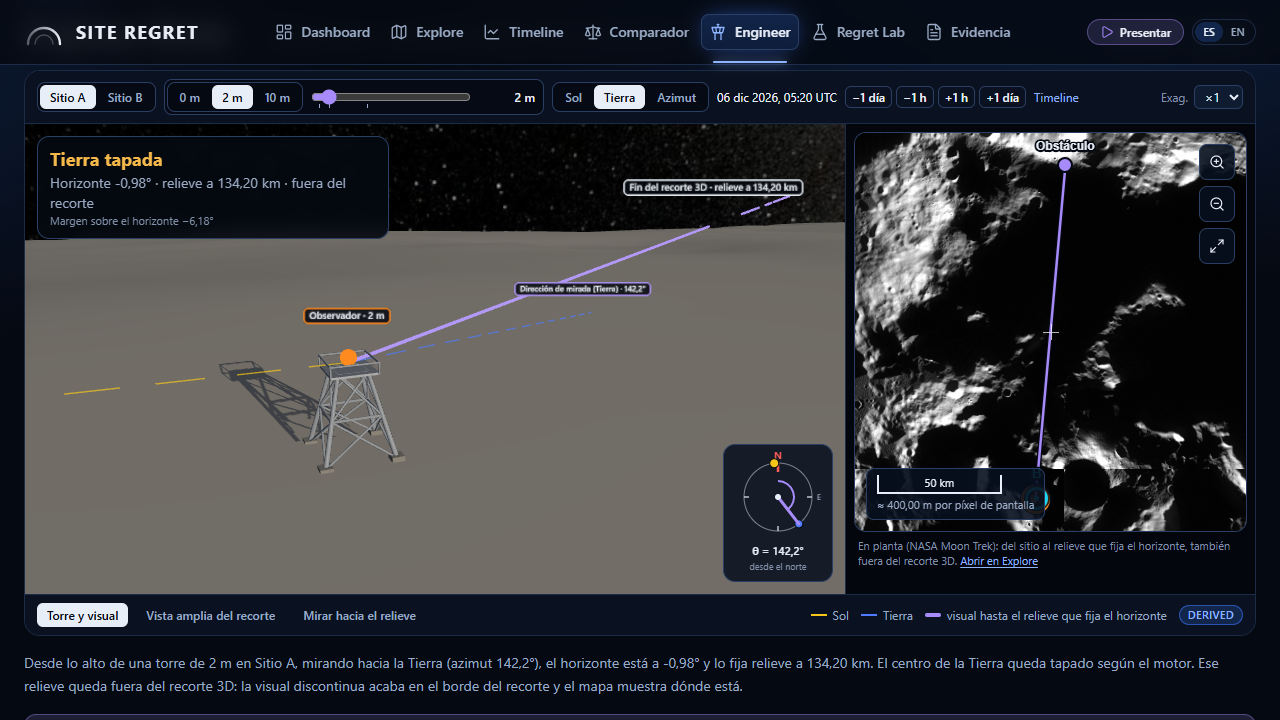 SITE REGRET
Dashboard
Explore
Timeline
Comparador
Engineer
Regret Lab
Evidencia
Presentar
ES
EN
Sitio A
Sitio B
0 m
2 m
10 m
2 m
Sol
Tierra
Azimut
06 dic 2026, 05:20 UTC
−1 día
−1 h
+1 h
+1 día
Timeline
Exag.
×1
Tierra tapada
Horizonte -0,98° · relieve a 134,20 km · fuera del
recorte
Margen sobre el horizonte −6,18°
Fin del recorte 3D · relieve a 134,20 km
Dirección de mirada (Tierra) · 142,2°
Observador · 2 m
N
E
θ = 142,2°
desde el norte
Obstáculo
50 km
≈ 400,00 m por píxel de pantalla
En planta (NASA Moon Trek): del sitio al relieve que fija el horizonte, también
fuera del recorte 3D. Abrir en Explore
Torre y visual
Vista amplia del recorte
Mirar hacia el relieve
Sol
Tierra
visual hasta el relieve que fija el horizonte
DERIVED
Desde lo alto de una torre de 2 m en Sitio A, mirando hacia la Tierra (azimut 142,2°), el horizonte está a -0,98° y lo fija relieve a 134,20 km. El centro de la Tierra queda tapado según el motor. Ese
relieve queda fuera del recorte 3D: la visual discontinua acaba en el borde del recorte y el mapa muestra dónde está.